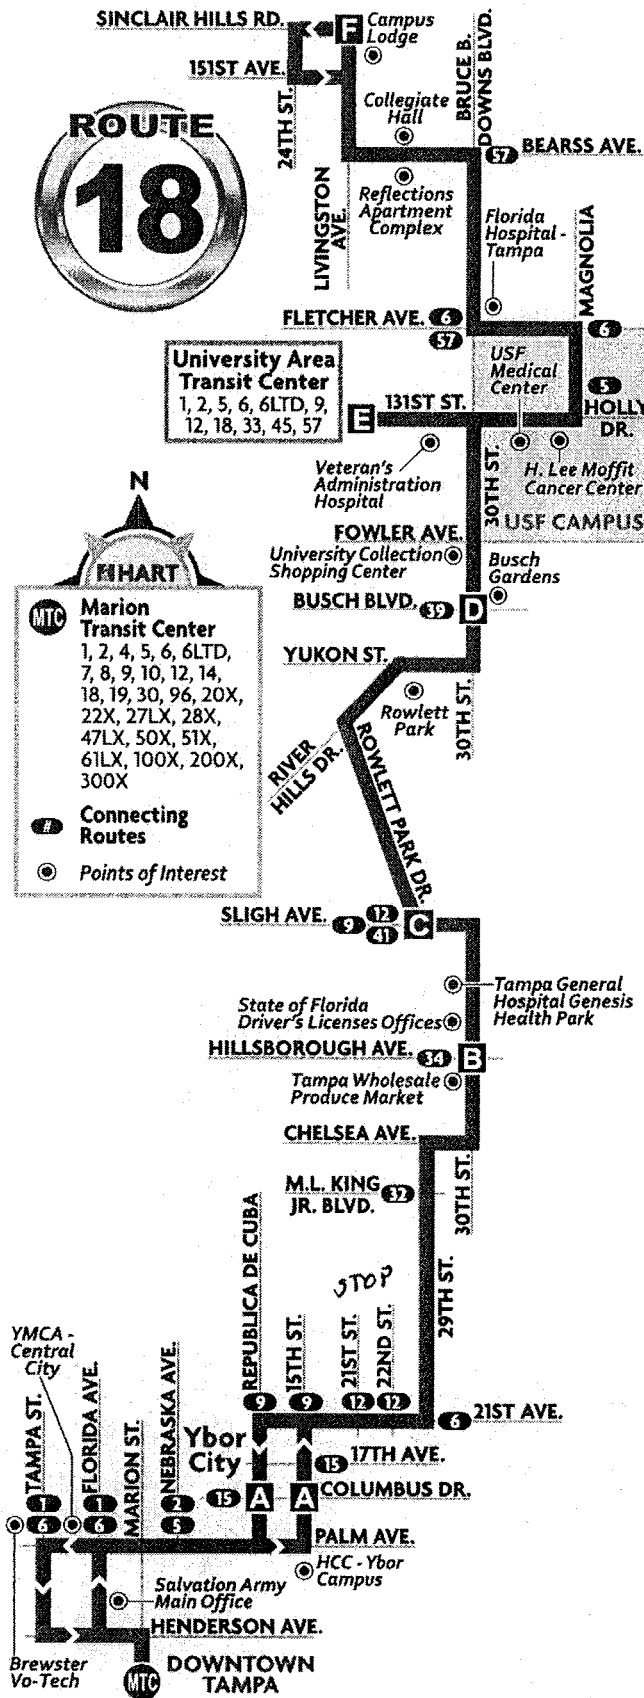 SINCLAIR HILLS RD.
F
Campus
Lodge
151ST AVE.
24TH ST.
BRUCE B.
DOWNS BLVD.
ROUTE
18
Collegiate
Hall
57
BEARSS AVE.
LIVINGSTON
AVE.
Reflections
Apartment
Complex
Florida
Hospital -
Tampa
MAGNOLIA
FLETCHER AVE.
6
57
6
University Area
Transit Center
1, 2, 5, 6, 6LTD, 9,
12, 18, 33, 45, 57
USF
Medical
Center
5
E
131ST ST.
HOLLY
DR.
Veteran's
Administration
Hospital
30TH ST.
H. Lee Moffit
Cancer Center
USF CAMPUS
N
HART
FOWLER AVE.
University Collection
Shopping Center
Busch
Gardens
BUSCH BLVD.
39
D
MTC
Marion
Transit Center
1, 2, 4, 5, 6, 6LTD,
7, 8, 9, 10, 12, 14,
18, 19, 30, 96, 20X,
22X, 27LX, 28X,
47LX, 50X, 51X,
61LX, 100X, 200X,
300X
#
Connecting
Routes
Points of Interest
YUKON ST.
Rowlett
Park
30TH ST.
RIVER
HILLS DR.
ROWLETT PARK DR.
SLIGH AVE.
9
12
41
C
Tampa General
Hospital Genesis
Health Park
State of Florida
Driver's Licenses Offices
HILLSBOROUGH AVE.
34
B
Tampa Wholesale
Produce Market
CHELSEA AVE.
M.L. KING
JR. BLVD.
32
30TH ST.
29TH ST.
REPUBLICA DE CUBA
15TH ST.
STOP
21ST ST.
22ND ST.
9
9
12
12
6
21ST AVE.
YMCA -
Central
City
TAMPA ST.
FLORIDA AVE.
MARION ST.
NEBRASKA AVE.
Ybor
City
15
17TH AVE.
15
A
A
COLUMBUS DR.
1
6
1
6
2
5
PALM AVE.
HCC - Ybor
Campus
Salvation Army
Main Office
HENDERSON AVE.
Brewster
Vo-Tech
MTC
DOWNTOWN
TAMPA